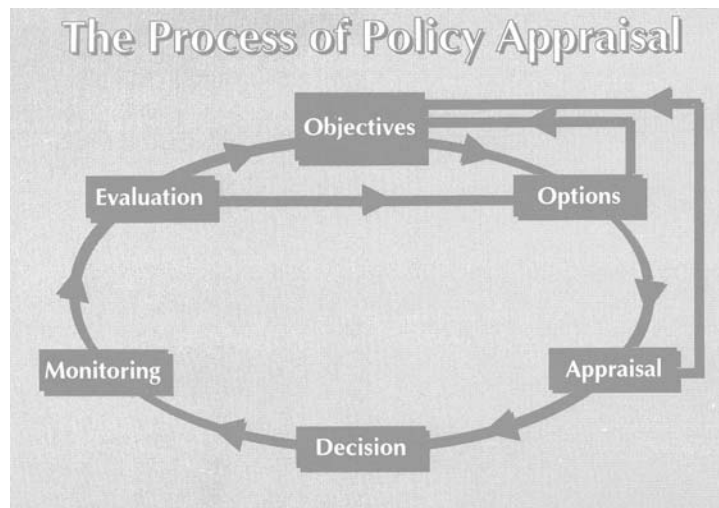 The Process of Policy Appraisal
Objectives
Evaluation
Options
Monitoring
Appraisal
Decision